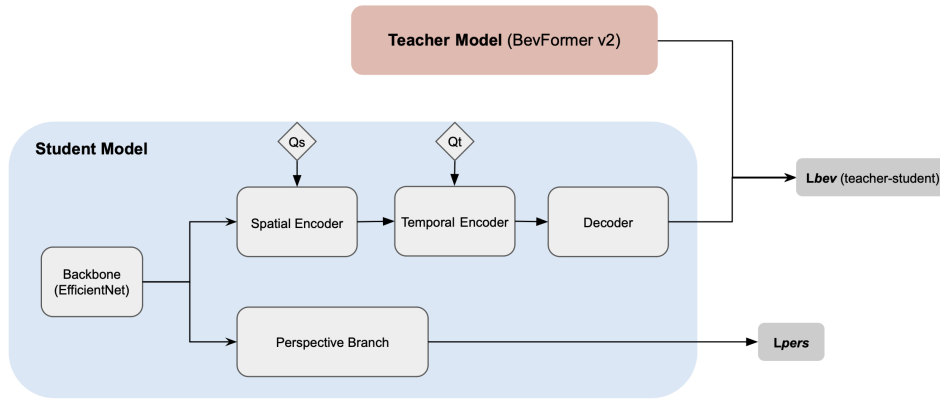 Teacher Model (BevFormer v2)
Student Model
Qs
Qt
Spatial Encoder
Temporal Encoder
Decoder
Lbev (teacher-student)
Backbone
(EfficientNet)
Perspective Branch
Lpers